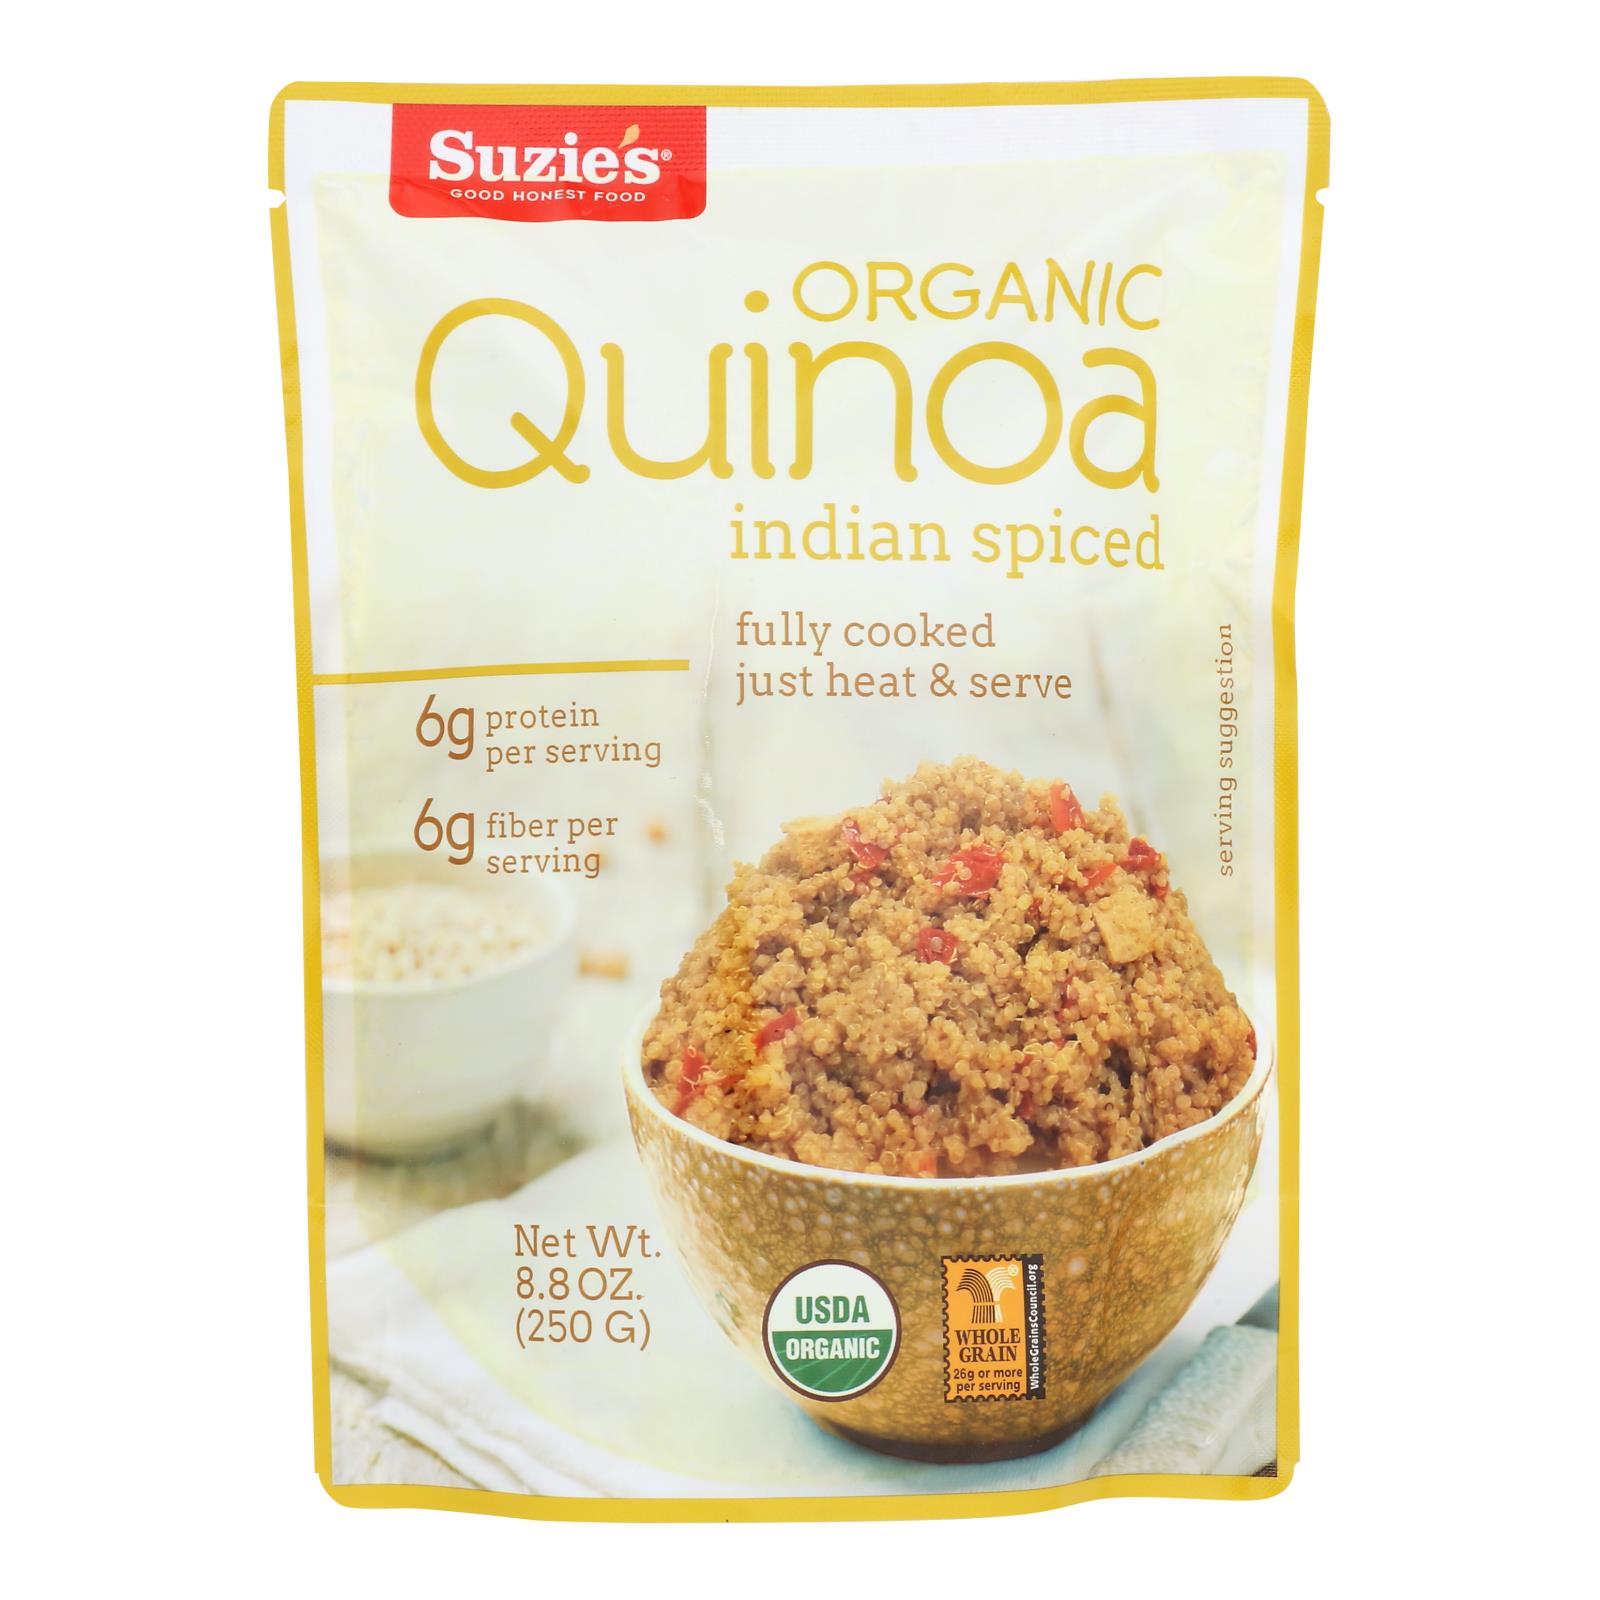 Suzie's®
GOOD HONEST FOOD
ORGANIC
Quinoa
indian spiced
fully cooked
just heat & serve
6g protein
per serving
6g fiber per
serving
serving suggestion
Net Wt.
8.8 OZ.
(250 G)
USDA
ORGANIC
®
WHOLE
GRAIN
26g or more
per serving
WholeGrainsCouncil.org